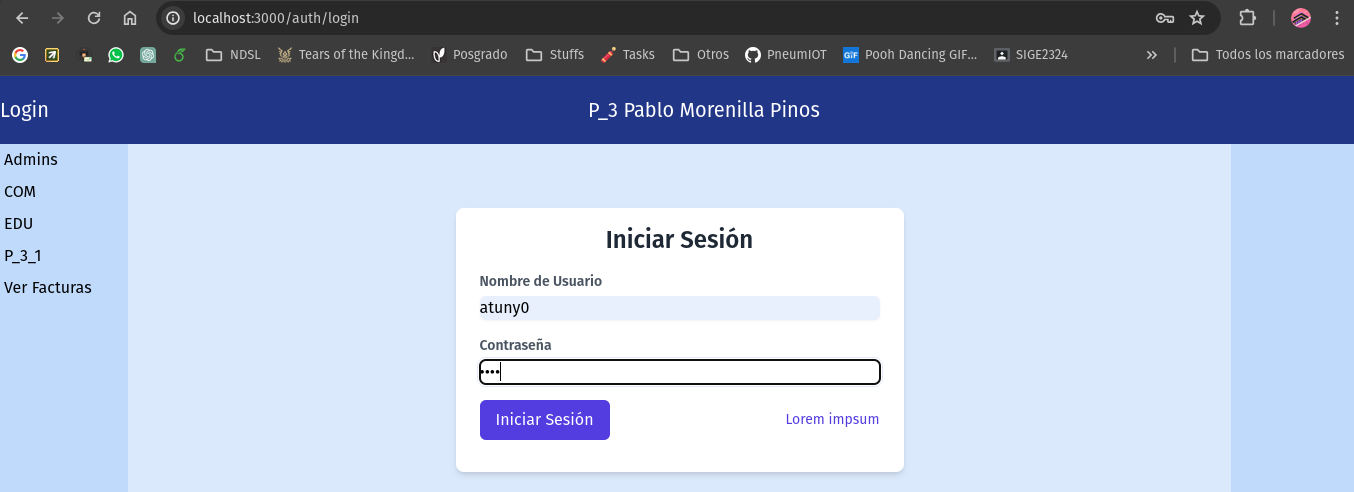 localhost:3000/auth/login
NDSL Tears of the Kingd... Posgrado Stuffs Tasks Otros PneumIOT GIF Pooh Dancing GIF... SIGE2324 » Todos los marcadores
Login P_3 Pablo Morenilla Pinos
Admins
COM
EDU
P_3_1
Ver Facturas
Iniciar Sesión
Nombre de Usuario
atuny0
Contraseña
••••
Iniciar Sesión Lorem impsum